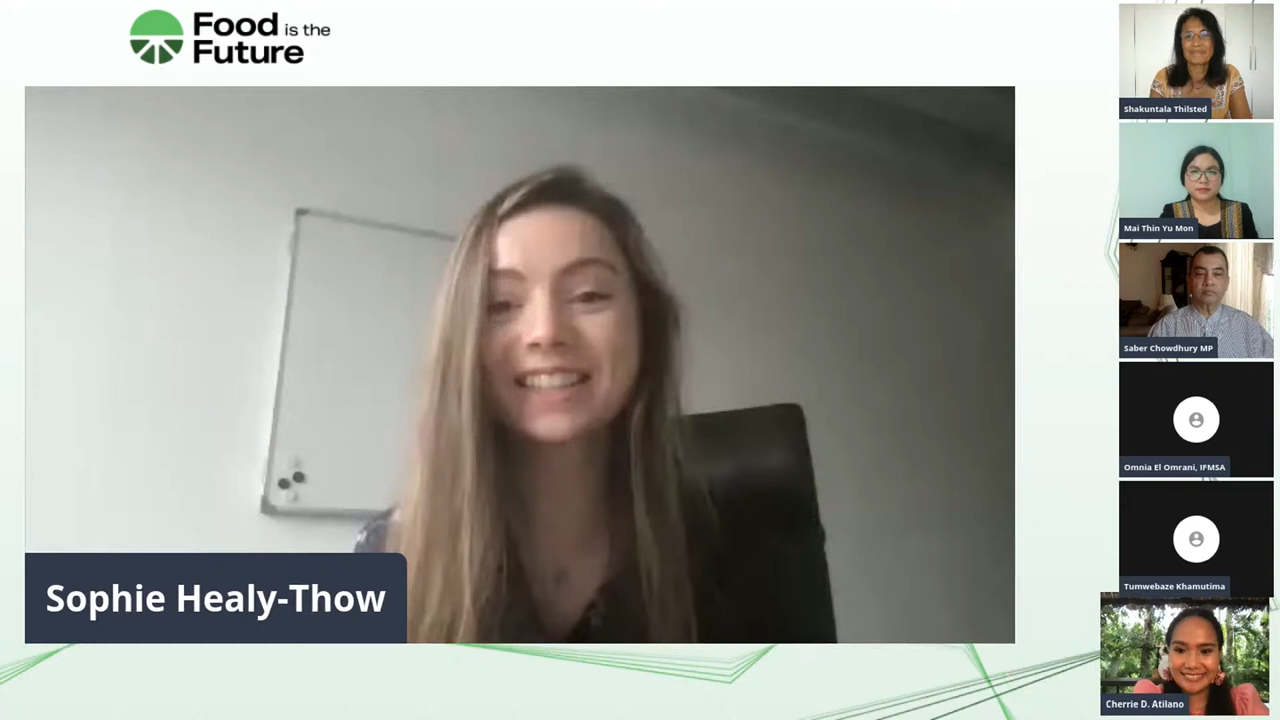 Food is the
Future
Sophie Healy-Thow
Shakuntala Thilsted
Mai Thin Yu Mon
Saber Chowdhury MP
Omnia El Omrani, IFMSA
Tumwebaze Khamutima
Cherrie D. Atilano